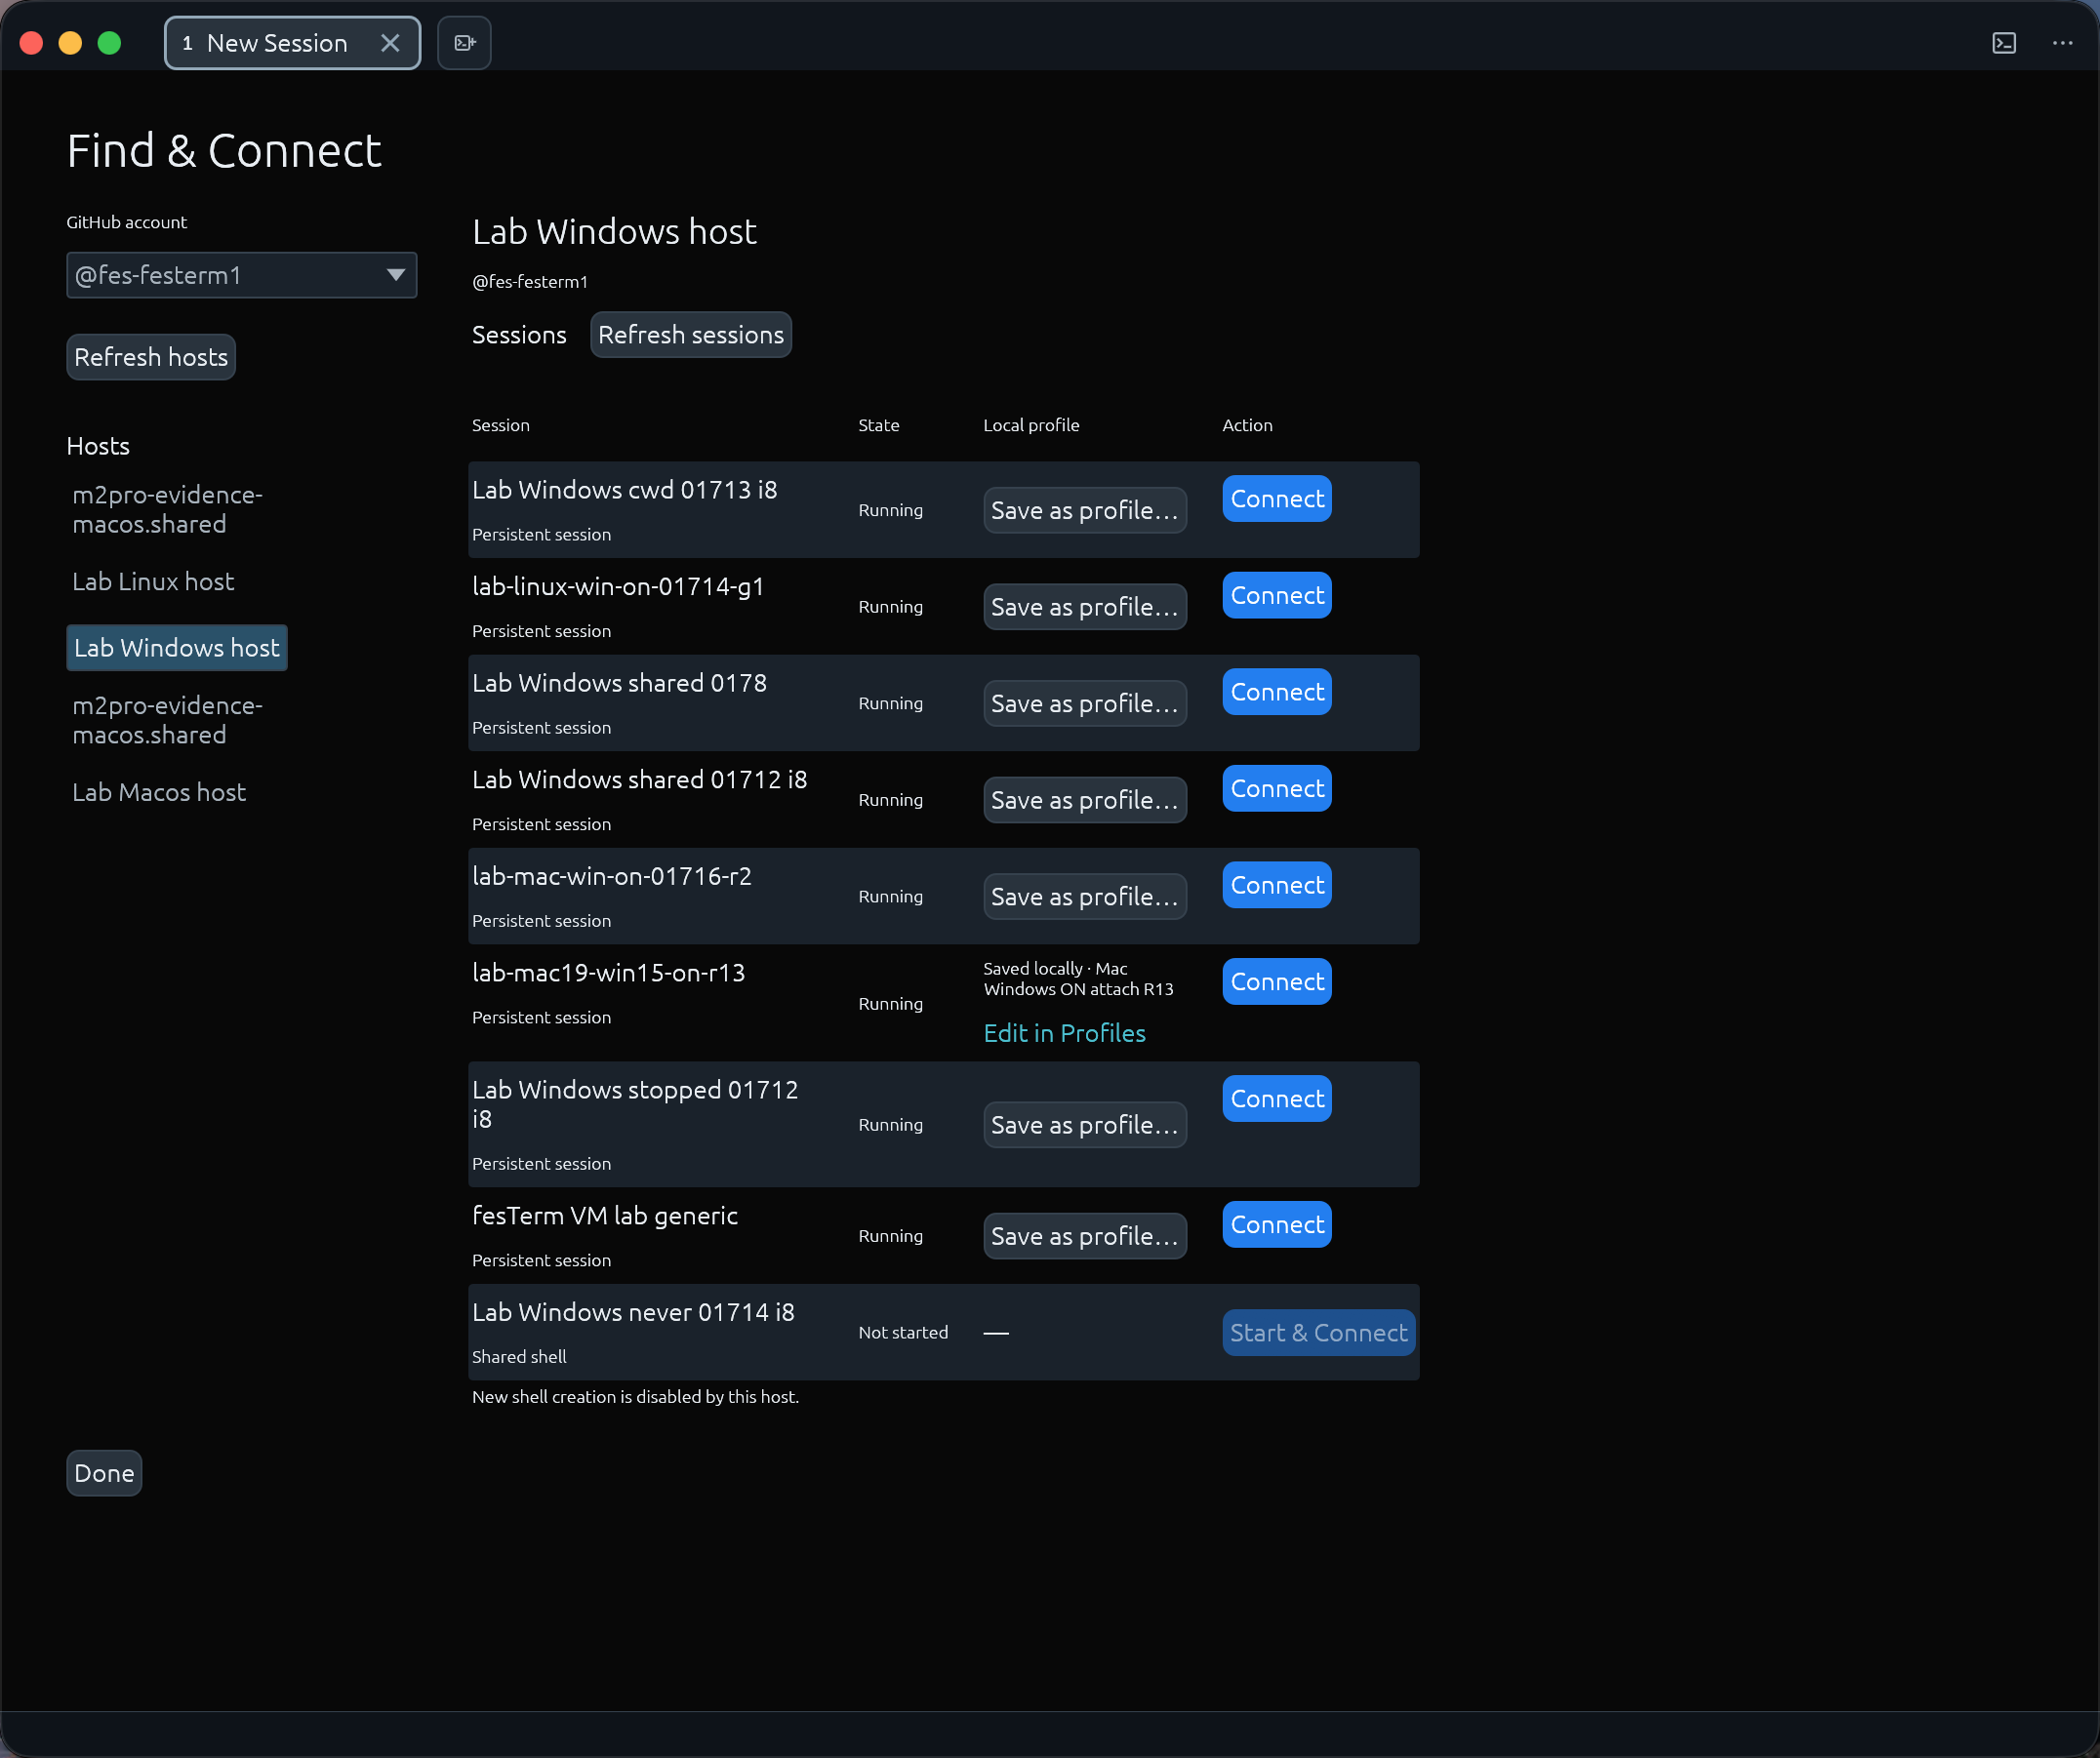 1 New Session
Find & Connect
GitHub account
@fes-festerm1
Refresh hosts
Hosts
m2pro-evidence-
macos.shared
Lab Linux host
Lab Windows host
m2pro-evidence-
macos.shared
Lab Macos host
Lab Windows host
@fes-festerm1
Sessions Refresh sessions
Session State Local profile Action
Lab Windows cwd 01713 i8
Persistent session
Running
Save as profile...
Connect
lab-linux-win-on-01714-g1
Persistent session
Running
Save as profile...
Connect
Lab Windows shared 0178
Persistent session
Running
Save as profile...
Connect
Lab Windows shared 01712 i8
Persistent session
Running
Save as profile...
Connect
lab-mac-win-on-01716-r2
Persistent session
Running
Save as profile...
Connect
lab-mac19-win15-on-r13
Persistent session
Running
Saved locally · Mac
Windows ON attach R13
Edit in Profiles
Connect
Lab Windows stopped 01712
i8
Persistent session
Running
Save as profile...
Connect
fesTerm VM lab generic
Persistent session
Running
Save as profile...
Connect
Lab Windows never 01714 i8
Shared shell
Not started
—
Start & Connect
New shell creation is disabled by this host.
Done